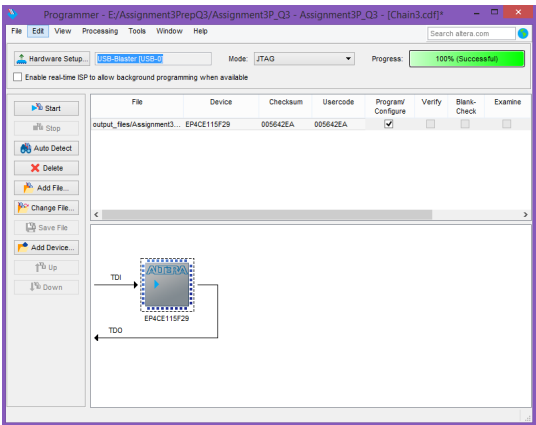 Programmer - E:/Assignment3PrepQ3/Assignment3P_Q3 - Assignment3P_Q3 - [Chain3.cdf]*
File Edit View Processing Tools Window Help
Search altera.com
Hardware Setup... USB-Blaster [USB-0] Mode: JTAG Progress: 100% (Successful)
Enable real-time ISP to allow background programming when available
Start
Stop
Auto Detect
Delete
Add File...
Change File...
Save File
Add Device...
Up
Down
File Device Checksum Usercode Program/ Verify Blank- Examine
Configure Check
output_files/Assignment3... EP4CE115F29 005642EA 005642EA
TDI
ALTERA
EP4CE115F29
TDO